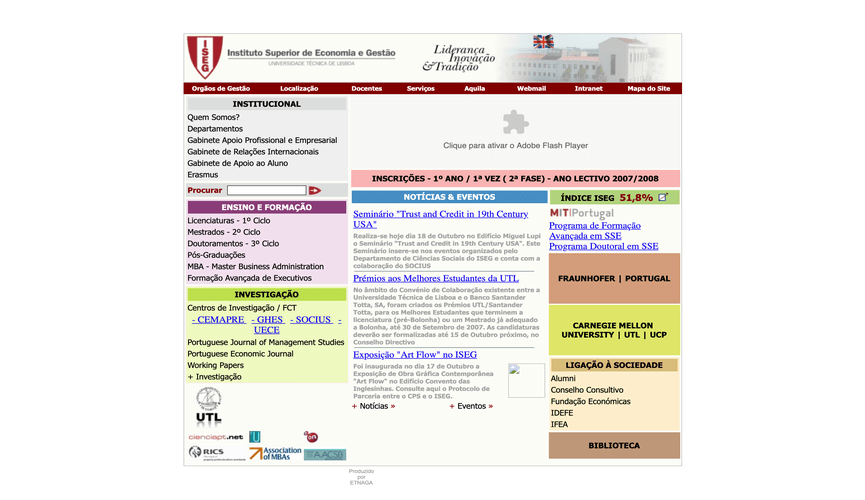 ISEG
Instituto Superior de Economia e Gestão
UNIVERSIDADE TÉCNICA DE LISBOA
Liderança
Inovação
&Tradição
Orgãos de Gestão Localização Docentes Serviços Aquila Webmail Intranet Mapa do Site
INSTITUCIONAL
Quem Somos?
Departamentos
Gabinete Apoio Profissional e Empresarial
Gabinete de Relações Internacionais
Gabinete de Apoio ao Aluno
Erasmus
Procurar
ENSINO E FORMAÇÃO
Licenciaturas - 1º Ciclo
Mestrados - 2º Ciclo
Doutoramentos - 3º Ciclo
Pós-Graduações
MBA - Master Business Administration
Formação Avançada de Executivos
INVESTIGAÇÃO
Centros de Investigação / FCT
- CEMAPRE - GHES - SOCIUS -
UECE
Portuguese Journal of Management Studies
Portuguese Economic Journal
Working Papers
+ Investigação
UTL
cienciapt.net
RICS
Association
of MBAs
AACSB
Clique para ativar o Adobe Flash Player
INSCRIÇÕES - 1º ANO / 1ª VEZ ( 2ª FASE) - ANO LECTIVO 2007/2008
NOTÍCIAS & EVENTOS
Seminário "Trust and Credit in 19th Century
USA"
Realiza-se hoje dia 18 de Outubro no Edifício Miguel Lupi
o Seminário "Trust and Credit in 19th Century USA". Este
Seminário insere-se nos eventos organizados pelo
Departamento de Ciências Sociais do ISEG e conta com a
colaboração do SOCIUS
Prémios aos Melhores Estudantes da UTL
No âmbito do Convénio de Colaboração existente entre a
Universidade Técnica de Lisboa e o Banco Santander
Totta, SA, foram criados os Prémios UTL/Santander
Totta, para os Melhores Estudantes que terminem a
licenciatura (pré-Bolonha) ou um Mestrado já adequado
a Bolonha, até 30 de Setembro de 2007. As candidaturas
deverão ser formalizadas até 15 de Outubro próximo, no
Conselho Directivo
Exposição "Art Flow" no ISEG
Foi inaugurada no dia 17 de Outubro a
Exposição de Obra Gráfica Contemporânea
"Art Flow" no Edifício Convento das
Inglesinhas. Consulte aqui o Protocolo de
Parceria entre o CPS e o ISEG.
+ Notícias » + Eventos »
ÍNDICE ISEG 51,8%
MIT|Portugal
Programa de Formação
Avançada em SSE
Programa Doutoral em SSE
FRAUNHOFER | PORTUGAL
CARNEGIE MELLON
UNIVERSITY | UTL | UCP
LIGAÇÃO À SOCIEDADE
Alumni
Conselho Consultivo
Fundação Económicas
IDEFE
IFEA
BIBLIOTECA
Produzido
por
ETNAGA